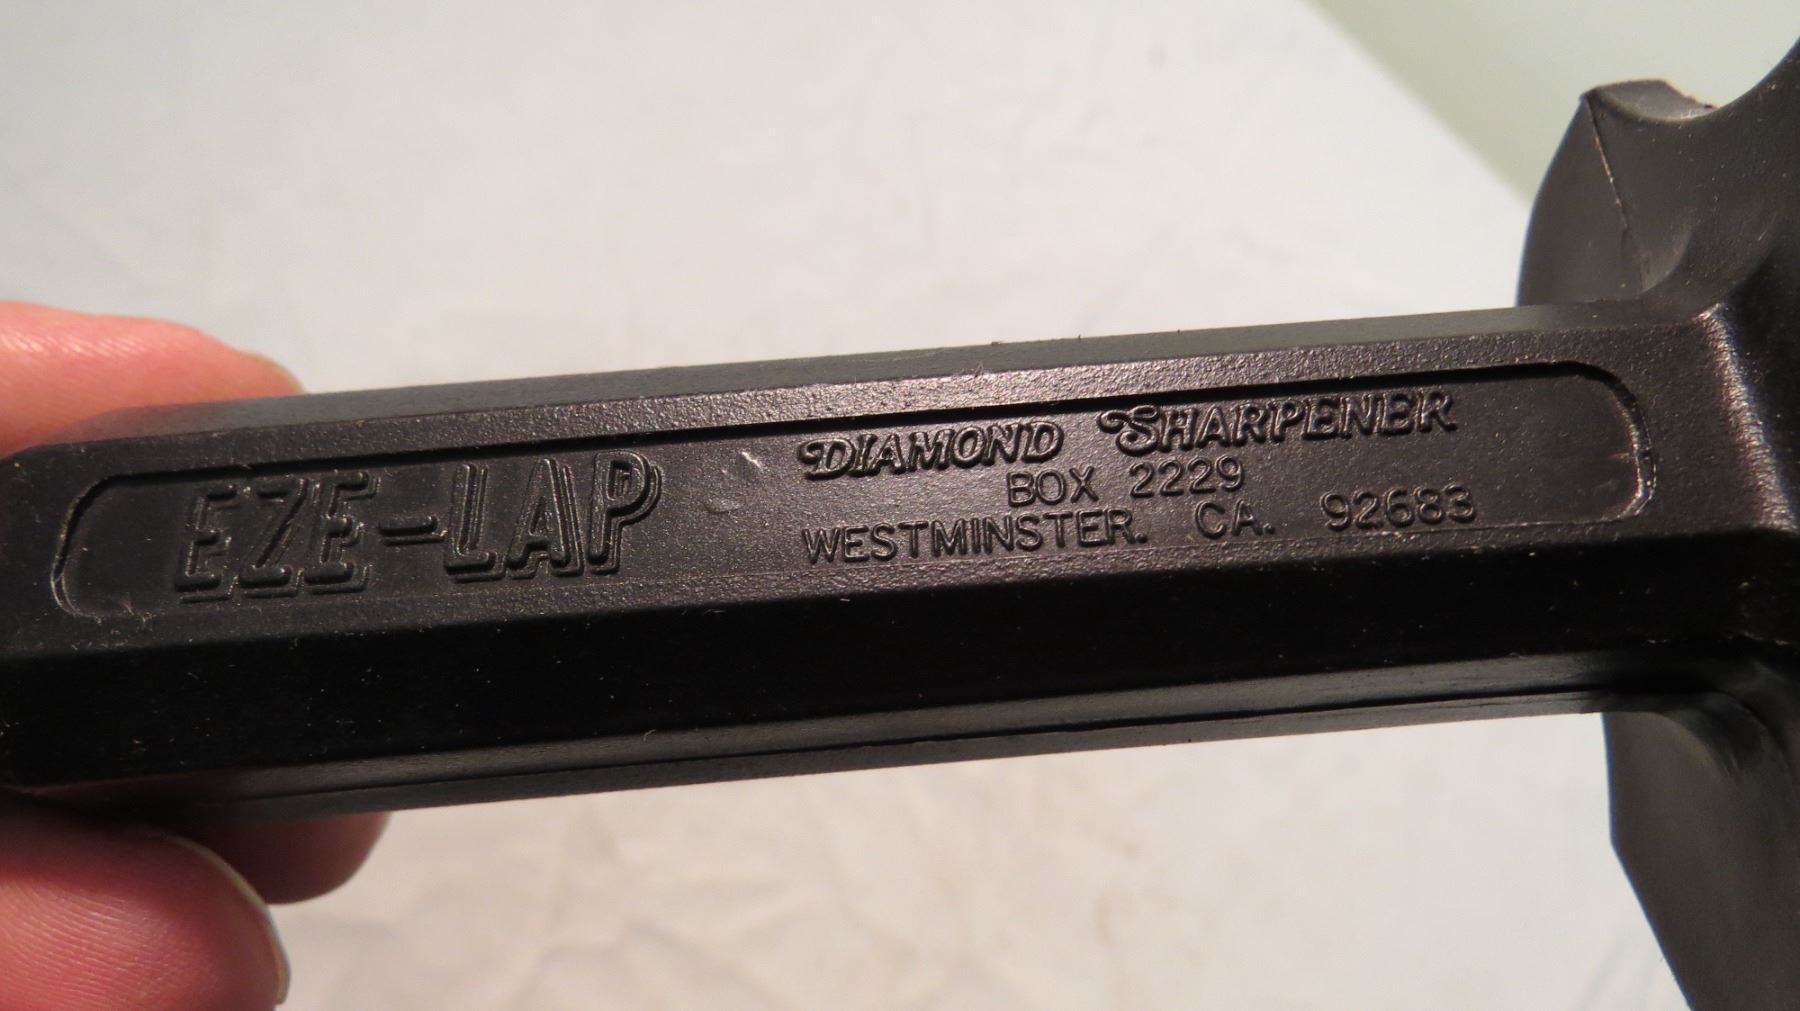 EZE-LAP
DIAMOND SHARPENER
BOX 2229
WESTMINSTER. CA. 92683